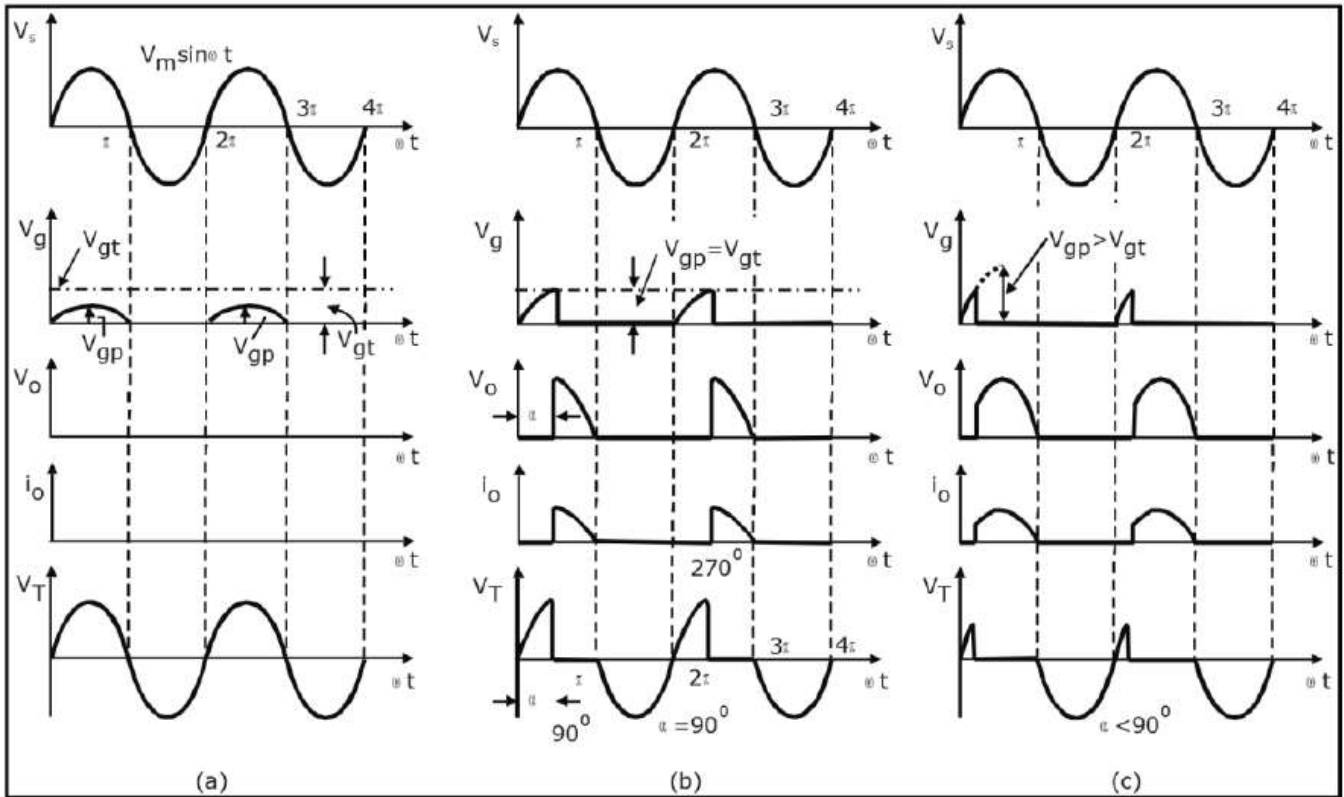 Vs
Vm sinω t
π
2π
3π
4π
ω t
Vg
Vgt
Vgp
Vgp
Vgt
ω t
Vo
ω t
io
ω t
VT
ω t
(a)
Vs
π
2π
3π
4π
ω t
Vg
Vgp=Vgt
ω t
Vo
α
ω t
io
270⁰
ω t
VT
π
2π
3π
4π
ω t
α
90⁰
α =90⁰
(b)
Vs
π
2π
3π
4π
ω t
Vg
Vgp>Vgt
ω t
Vo
ω t
io
ω t
VT
ω t
α <90⁰
(c)